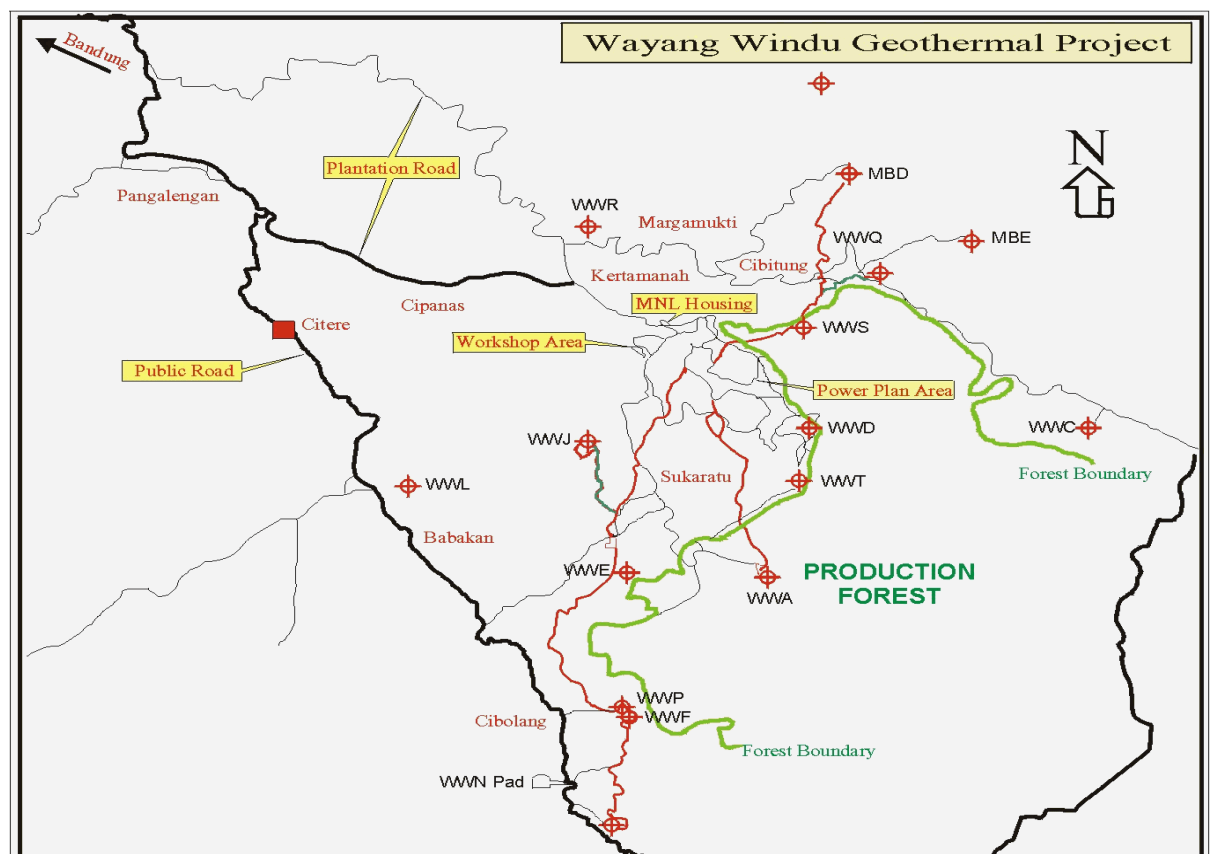 Wayang Windu Geothermal Project
Bandung
N
Plantation Road
MBD
Pangalengan
WWR
Margamukti
WWQ
MBE
Cibitung
Kertamanah
MNL Housing
Cipanas
Citere
WWS
Workshop Area
Public Road
Power Plan Area
WWJ
WWD
WWC
Forest Boundary
WWL
Sukaratu
WWT
Babakan
WWE
WWA
PRODUCTION
FOREST
WWP
WWF
Cibolang
Forest Boundary
WWN Pad